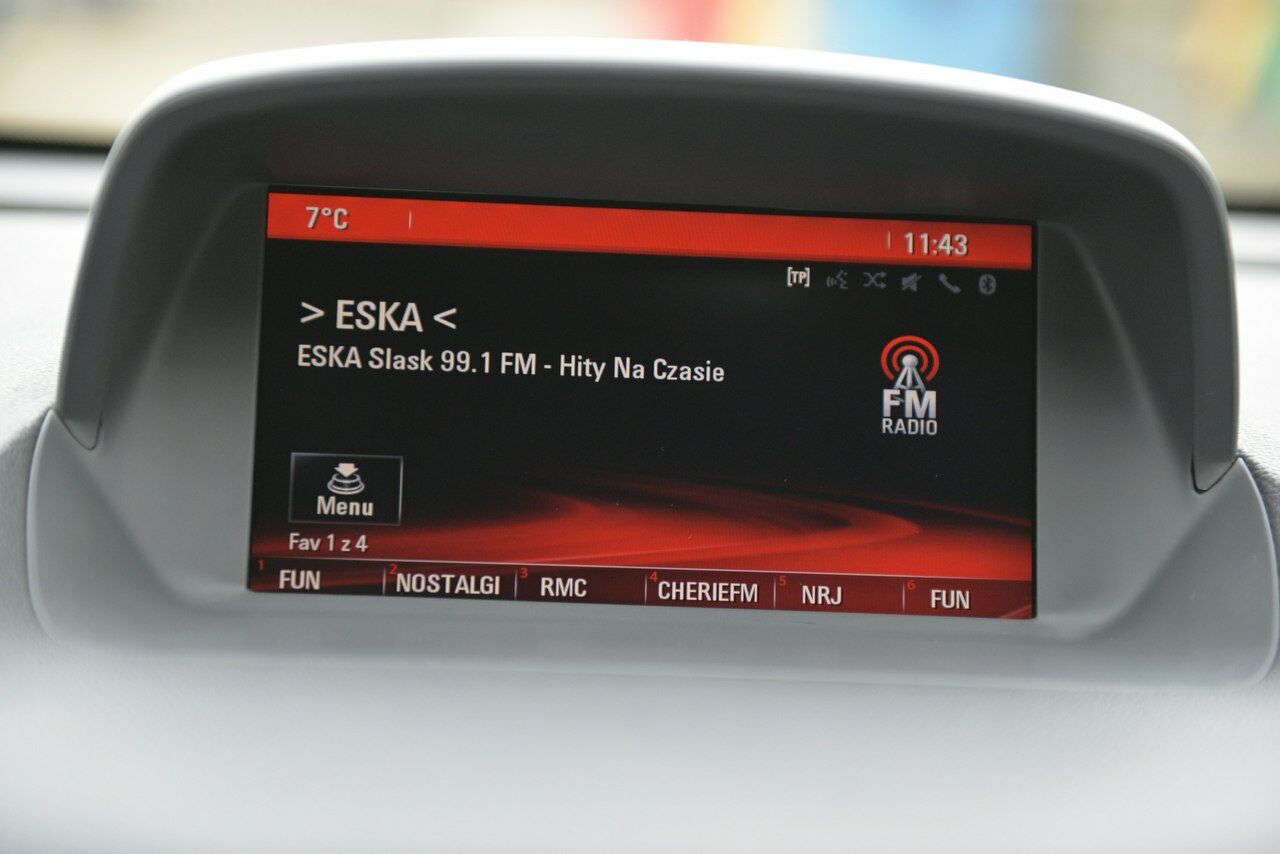 7°C
11:43
[TP]
> ESKA <
ESKA Slask 99.1 FM - Hity Na Czasie
FM
RADIO
Menu
Fav 1 z 4
1 FUN 2 NOSTALGI 3 RMC 4 CHERIEFM 5 NRJ 6 FUN